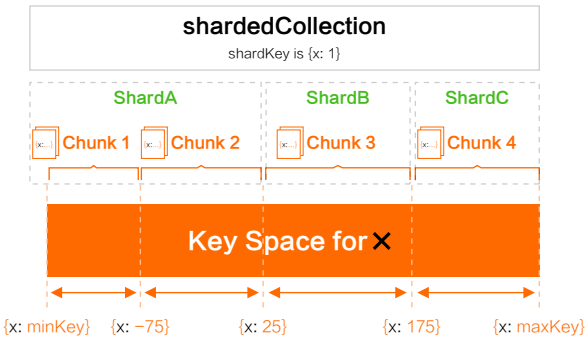 shardedCollection
shardKey is {x: 1}
ShardA ShardB ShardC
{x:...} Chunk 1 {x:...} Chunk 2 {x:...} Chunk 3 {x:...} Chunk 4
Key Space for ×
{x: minKey} {x: −75} {x: 25} {x: 175} {x: maxKey}